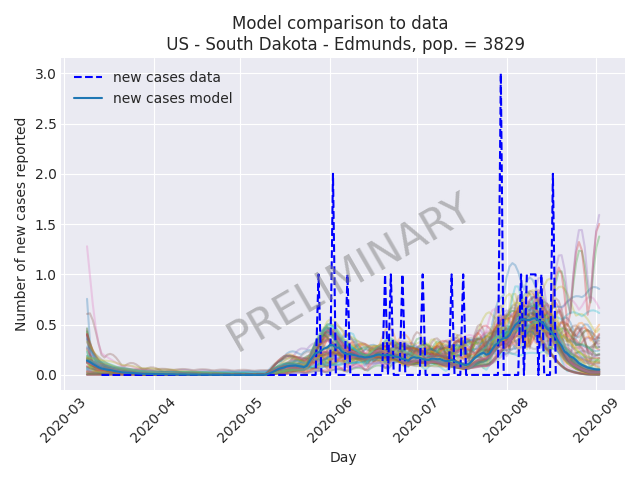 Model comparison to data
US - South Dakota - Edmunds, pop. = 3829
new cases data
new cases model
Number of new cases reported
3.0
2.5
2.0
1.5
1.0
0.5
0.0
PRELIMINARY
2020-03
2020-04
2020-05
2020-06
2020-07
2020-08
2020-09
Day